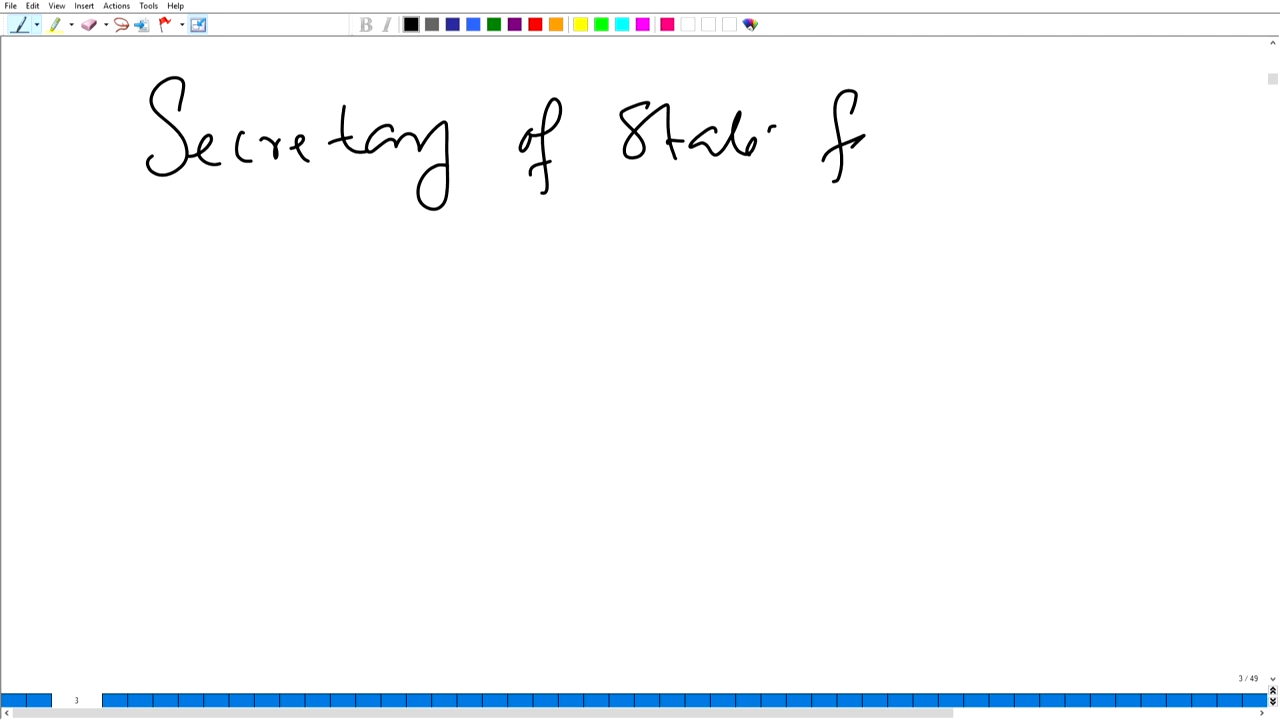 File Edit View Insert Actions Tools Help
B I
Secretary of State f
3 / 49
3